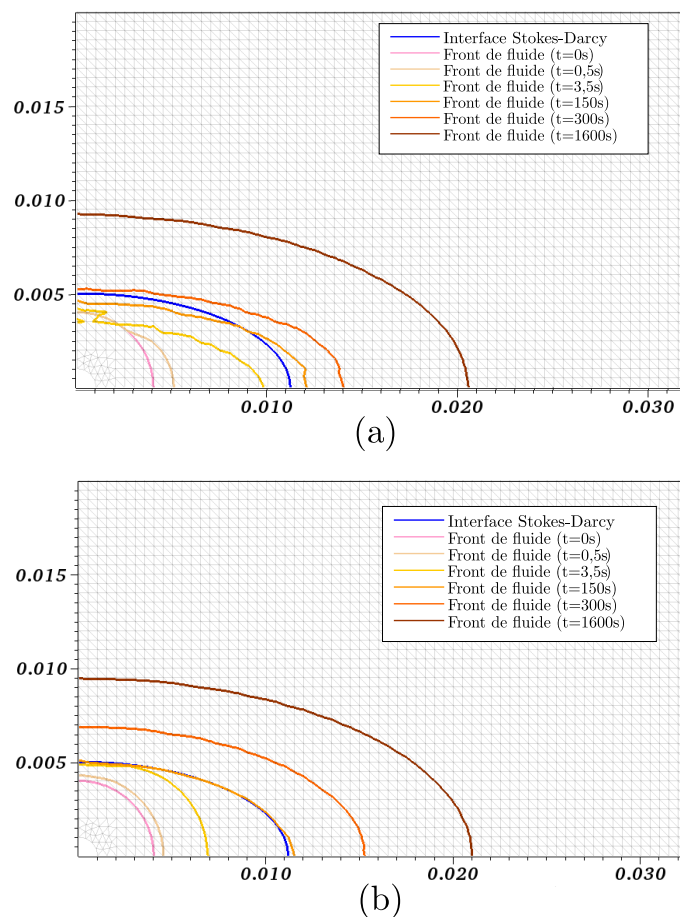 Interface Stokes-Darcy
Front de fluide (t=0s)
Front de fluide (t=0,5s)
Front de fluide (t=3,5s)
Front de fluide (t=150s)
Front de fluide (t=300s)
Front de fluide (t=1600s)
0.015
0.010
0.005
0.010
0.020
0.030
(a)
Interface Stokes-Darcy
Front de fluide (t=0s)
Front de fluide (t=0,5s)
Front de fluide (t=3,5s)
Front de fluide (t=150s)
Front de fluide (t=300s)
Front de fluide (t=1600s)
0.015
0.010
0.005
0.010
0.020
0.030
(b)